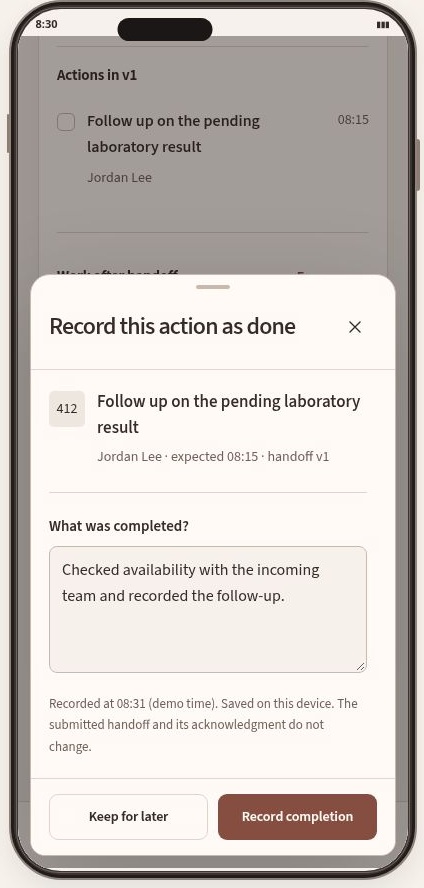 8:30
Actions in v1
Follow up on the pending
08:15
laboratory result
Jordan Lee
Record this action as done
412
Follow up on the pending laboratory
result
Jordan Lee · expected 08:15 · handoff v1
What was completed?
Checked availability with the incoming
team and recorded the follow-up.
Recorded at 08:31 (demo time). Saved on this device. The
submitted handoff and its acknowledgment do not
change.
Keep for later
Record completion